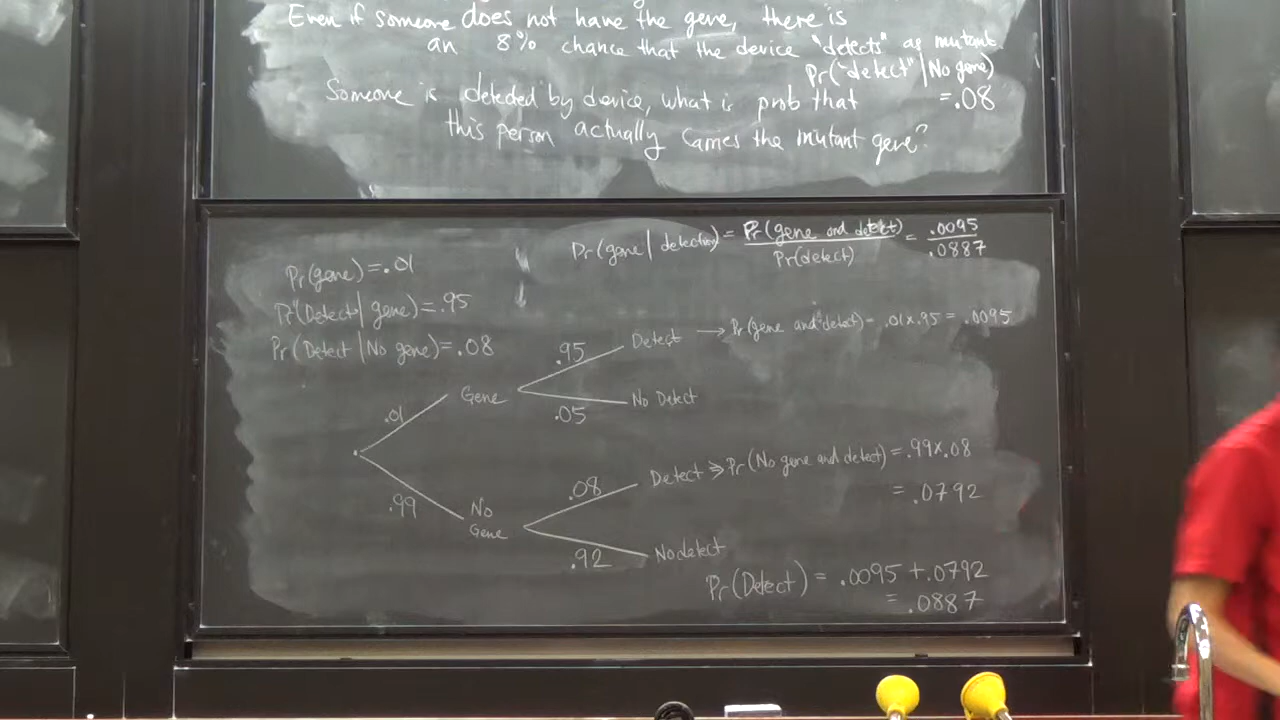 Even if someone does not have the gene, there is
an 8% chance that the device "detects" as mutant
Pr("detect"|No gene)
=.08
Someone is detected by device, what is prob that
this person actually carries the mutant gene?
Pr(gene|detection) = Pr(gene and detect) / Pr(detect) = .0095 / .0887
Pr(gene)=.01
Pr("Detect|gene)=.95
Pr(Detect|No gene)=.08
.01
Gene
.95
Detect → Pr(gene and "detect) = .01x.95 = .0095
.05
No Detect
.99
No
Gene
.08
Detect ⇒ Pr(No gene and detect) = .99x.08
= .0792
.92
No detect
Pr(Detect) = .0095 + .0792
= .0887